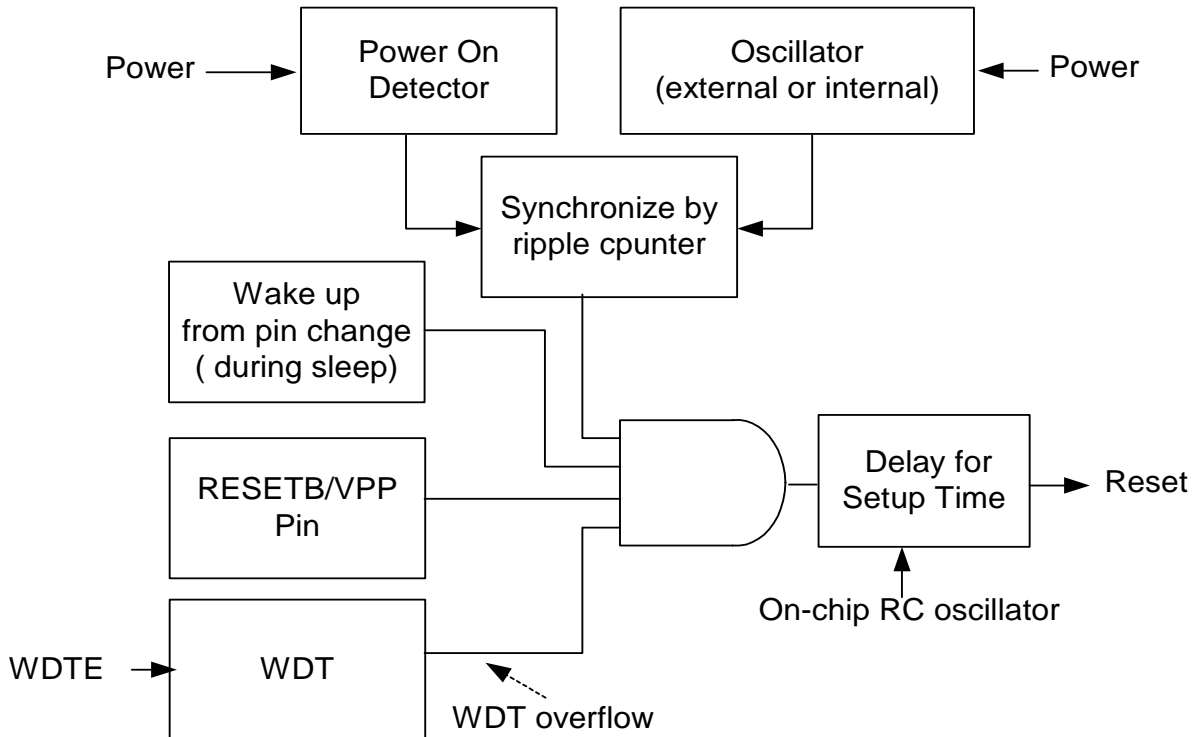 Power
Power On
Detector
Oscillator
(external or internal)
Power
Synchronize by
ripple cpunter
Wake up
from pin change
( during sleep)
RESETB/VPP
Pin
Delay for
Setup Time
Reset
On-chip RC oscillator
WDTE
WDT
WDT overflow